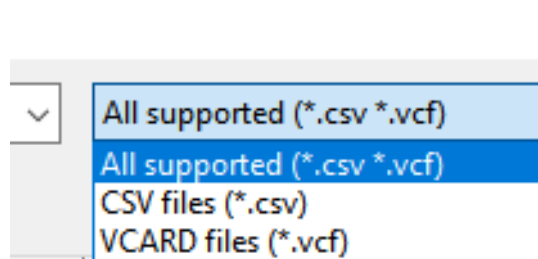 All supported (*.csv *.vcf)
All supported (*.csv *.vcf)
CSV files (*.csv)
VCARD files (*.vcf)